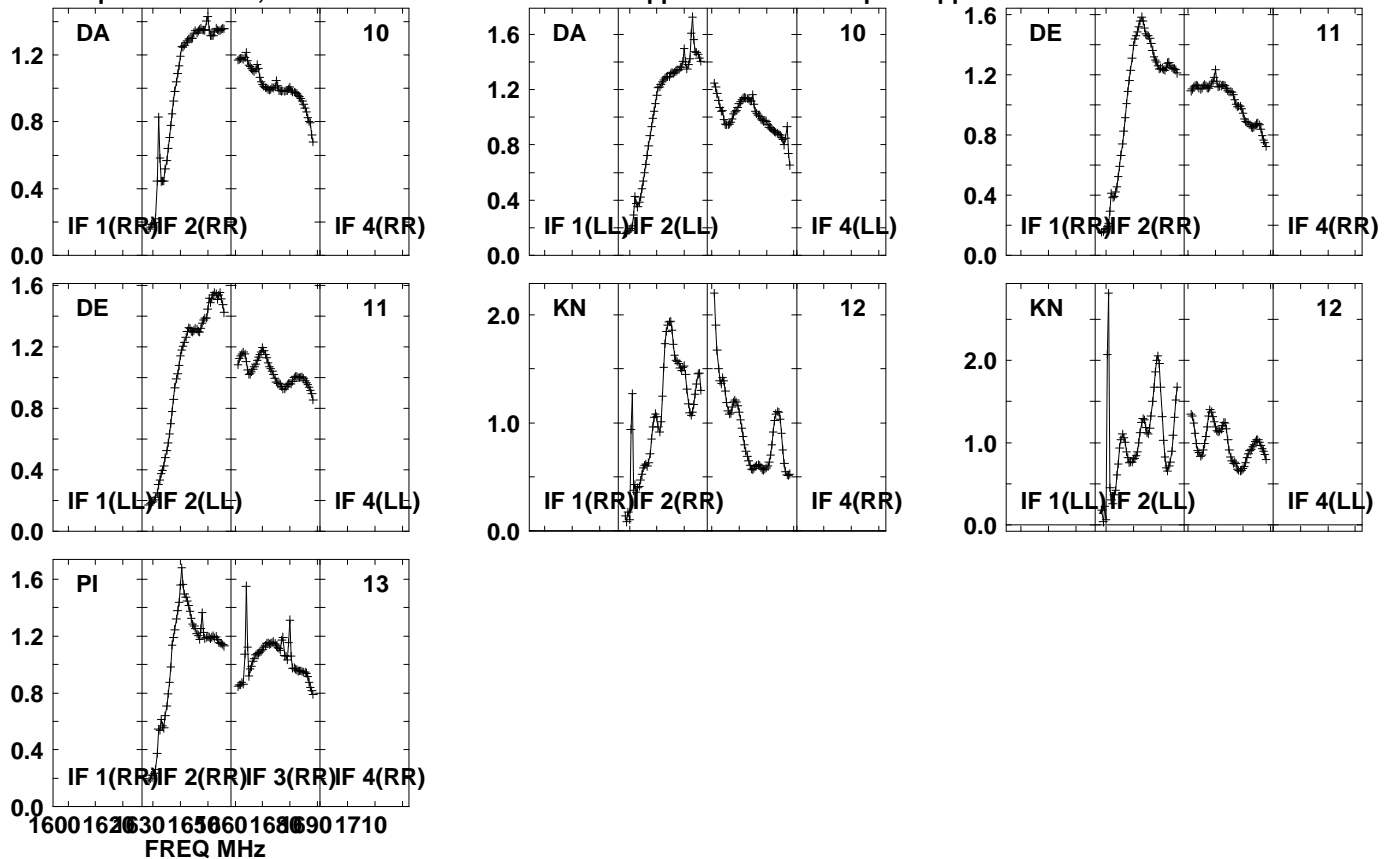 DA 10
1.2
0.8
0.4
0.0
IF 1(RR) IF 2(RR) IF 4(RR)
DA 10
1.6
1.2
0.8
0.4
0.0
IF 1(LL) IF 2(LL) IF 4(LL)
DE 11
1.6
1.2
0.8
0.4
0.0
IF 1(RR) IF 2(RR) IF 4(RR)
DE 11
1.6
1.2
0.8
0.4
0.0
IF 1(LL) IF 2(LL) IF 4(LL)
KN 12
2.0
1.0
0.0
IF 1(RR) IF 2(RR) IF 4(RR)
KN 12
2.0
1.0
0.0
IF 1(LL) IF 2(LL) IF 4(LL)
PI 13
1.6
1.2
0.8
0.4
0.0
IF 1(RR) IF 2(RR) IF 3(RR) IF 4(RR)
1600 1620 1630 1650 1660 1680 1690 1710
FREQ MHz